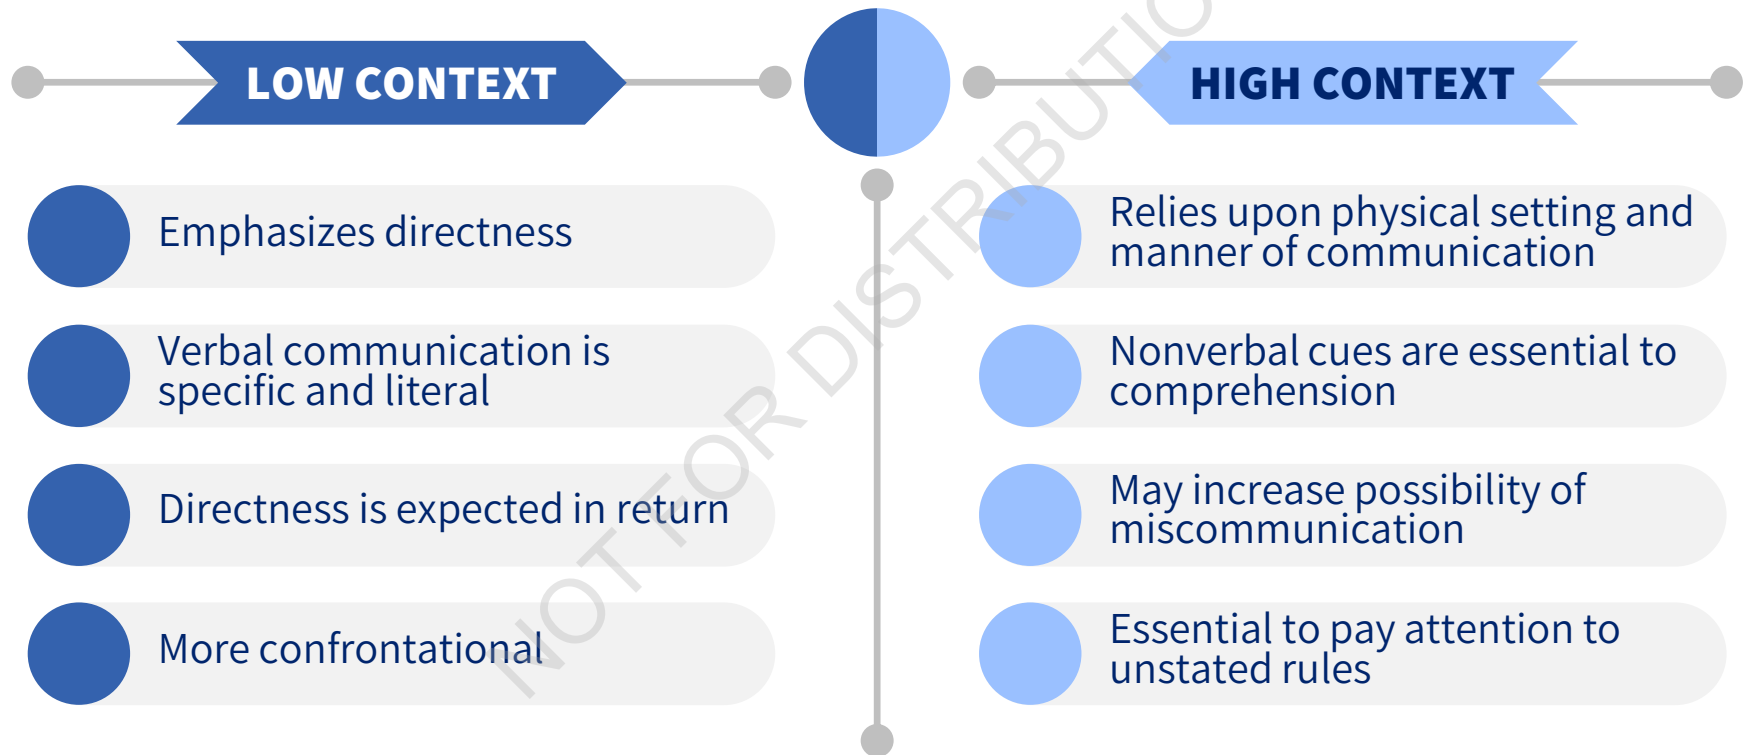 LOW CONTEXT
Emphasizes directness
Verbal communication is
specific and literal
Directness is expected in return
More confrontational
HIGH CONTEXT
Relies upon physical setting and
manner of communication
Nonverbal cues are essential to
comprehension
May increase possibility of
miscommunication
Essential to pay attention to
unstated rules
NOT FOR DISTRIBUTIO